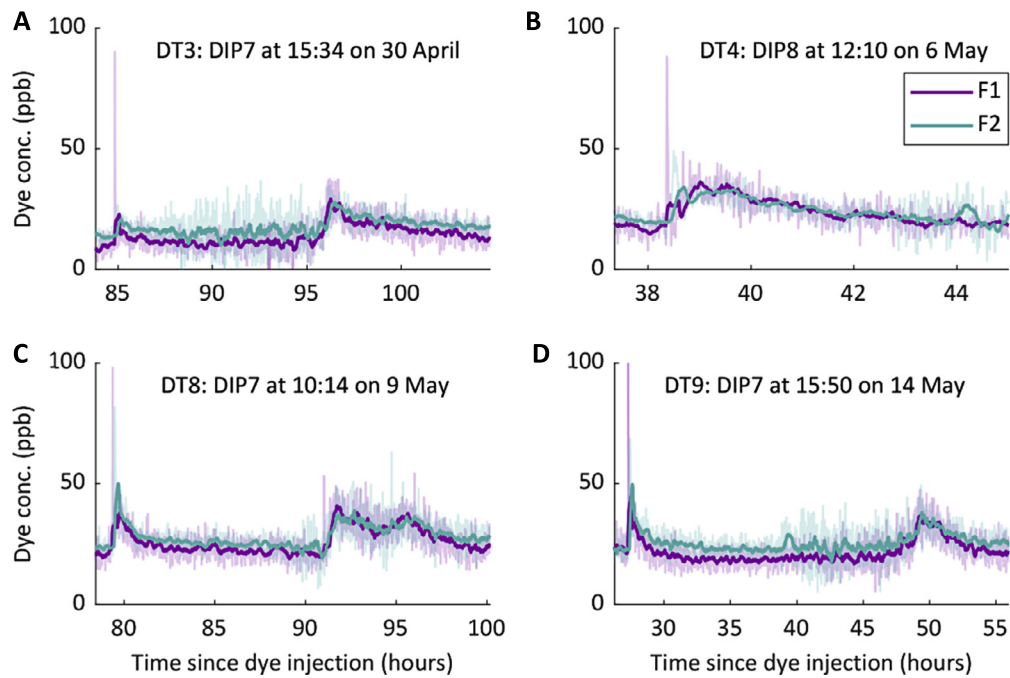 A
DT3: DIP7 at 15:34 on 30 April
Dye conc. (ppb)
100
50
0
85 90 95 100
B
DT4: DIP8 at 12:10 on 6 May
F1
F2
100
50
0
38 40 42 44
C
DT8: DIP7 at 10:14 on 9 May
Dye conc. (ppb)
100
50
0
80 85 90 95 100
Time since dye injection (hours)
D
DT9: DIP7 at 15:50 on 14 May
100
50
0
30 35 40 45 50 55
Time since dye injection (hours)